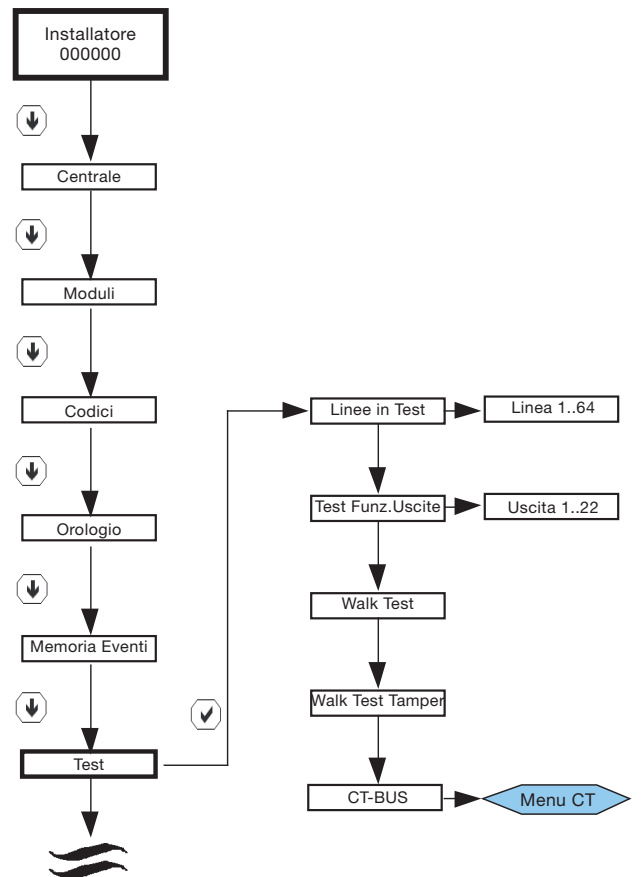 Installatore
000000
Centrale
Moduli
Codici
Orologio
Memoria Eventi
Test
Linee in Test
Linea 1..64
Test Funz.Uscite
Uscita 1..22
Walk Test
Walk Test Tamper
CT-BUS
Menu CT